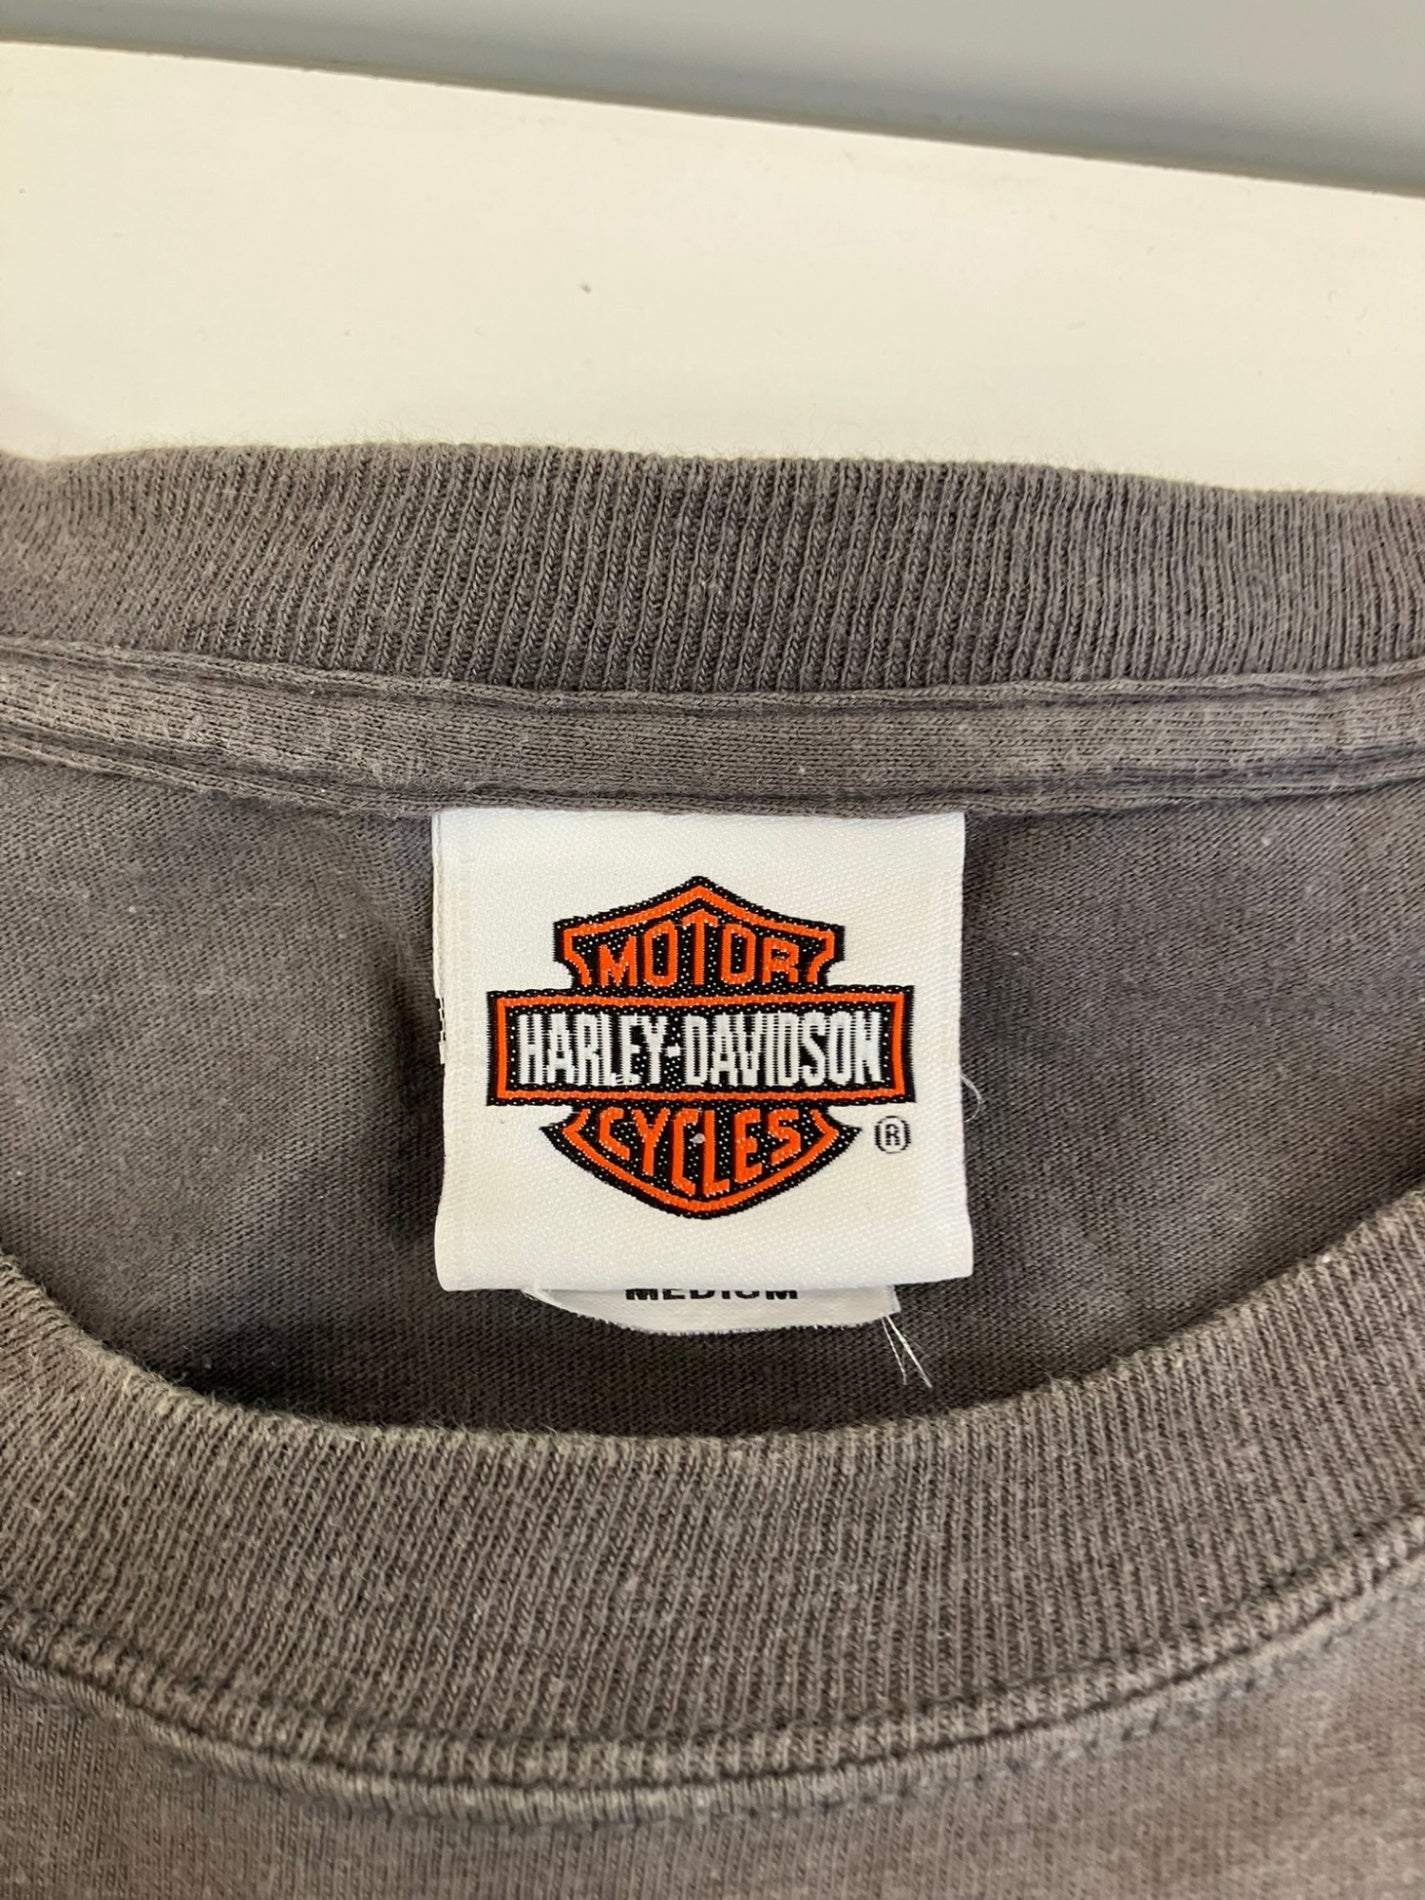 MOTOR
HARLEY-DAVIDSON
CYCLES
®
MEDIUM